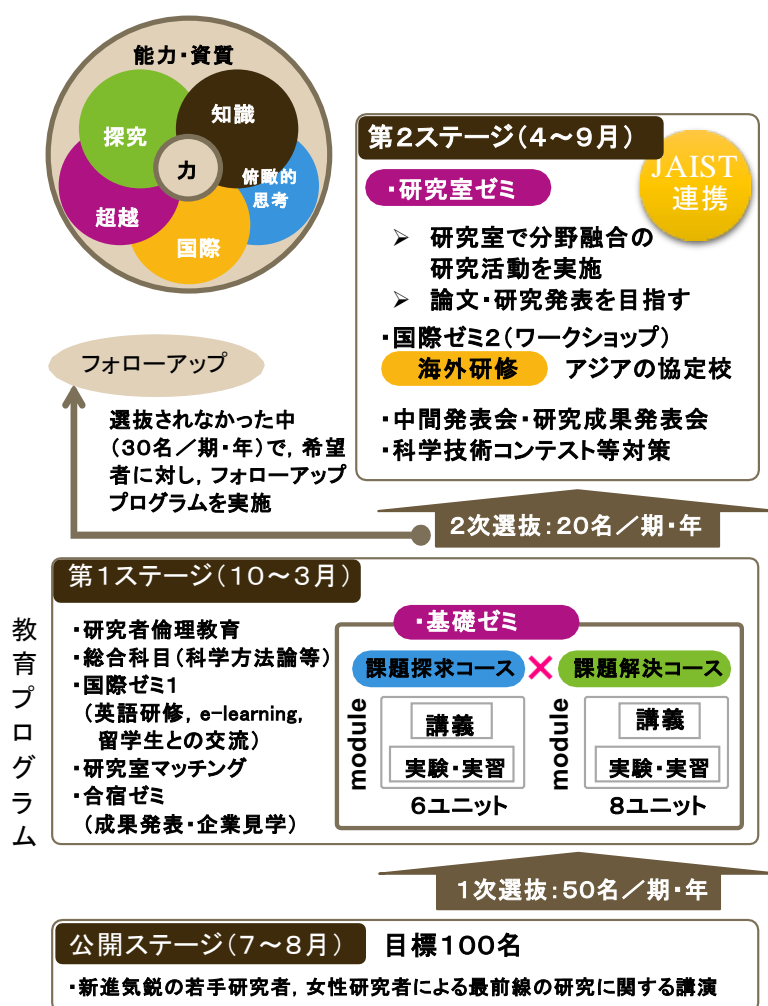 能力・資質
知識
探究
力
俯瞰的
思考
超越
国際
第2ステージ（4～9月）
JAIST
連携
・研究室ゼミ
➢ 研究室で分野融合の
研究活動を実施
➢ 論文・研究発表を目指す
・国際ゼミ2（ワークショップ）
海外研修 アジアの協定校
・中間発表会・研究成果発表会
・科学技術コンテスト等対策
フォローアップ
選抜されなかった中
（30名／期・年）で，希望
者に対し，フォローアップ
プログラムを実施
2次選抜：20名／期・年
教育プログラム
第1ステージ（10～3月）
・研究者倫理教育
・総合科目（科学方法論等）
・国際ゼミ1
（英語研修，e-learning,
留学生との交流）
・研究室マッチング
・合宿ゼミ
（成果発表・企業見学）
・基礎ゼミ
課題探求コース × 課題解決コース
module
講義
実験・実習
6ユニット
module
講義
実験・実習
8ユニット
1次選抜：50名／期・年
公開ステージ（7～8月） 目標100名
・新進気鋭の若手研究者，女性研究者による最前線の研究に関する講演